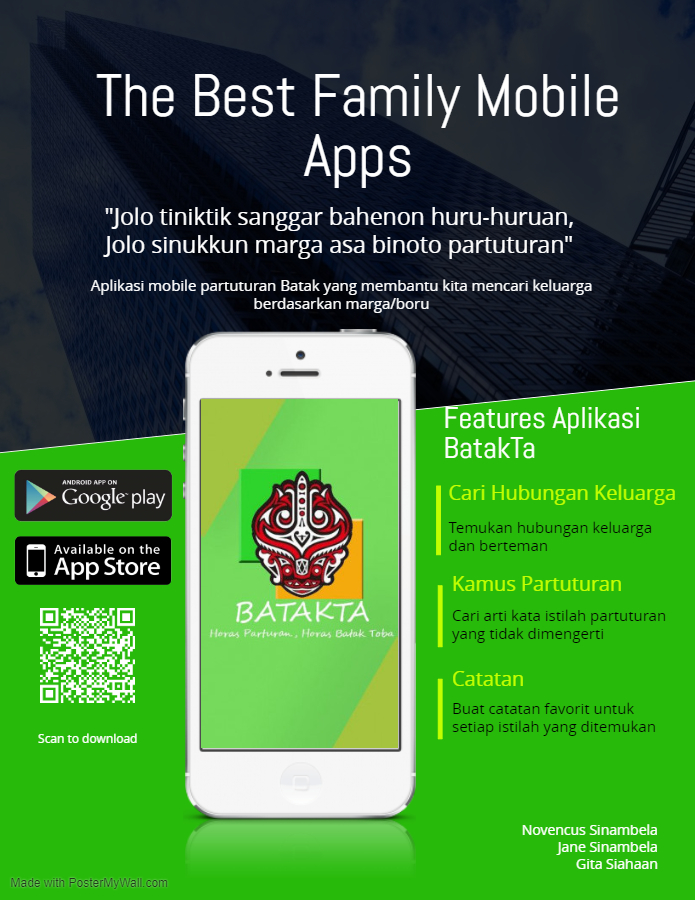 The Best Family Mobile
Apps
"Jolo tiniktik sanggar bahenon huru-huruan,
Jolo sinukkun marga asa binoto partuturan"
Aplikasi mobile partuturan Batak yang membantu kita mencari keluarga
berdasarkan marga/boru
Features Aplikasi
BatakTa
ANDROID APP ON
Google play
Available on the
App Store
Scan to download
BATAKTA
Horas Parturan , Horas Batak Toba
Cari Hubungan Keluarga
Temukan hubungan keluarga
dan berteman
Kamus Partuturan
Cari arti kata istilah partuturan
yang tidak dimengerti
Catatan
Buat catatan favorit untuk
setiap istilah yang ditemukan
Novencus Sinambela
Jane Sinambela
Gita Siahaan
Made with PosterMyWall.com